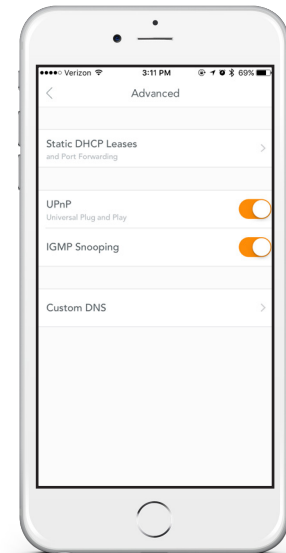 Verizon 3:11 PM 69%
Advanced
Static DHCP Leases
and Port Forwarding
UPnP
Universal Plug and Play
IGMP Snooping
Custom DNS